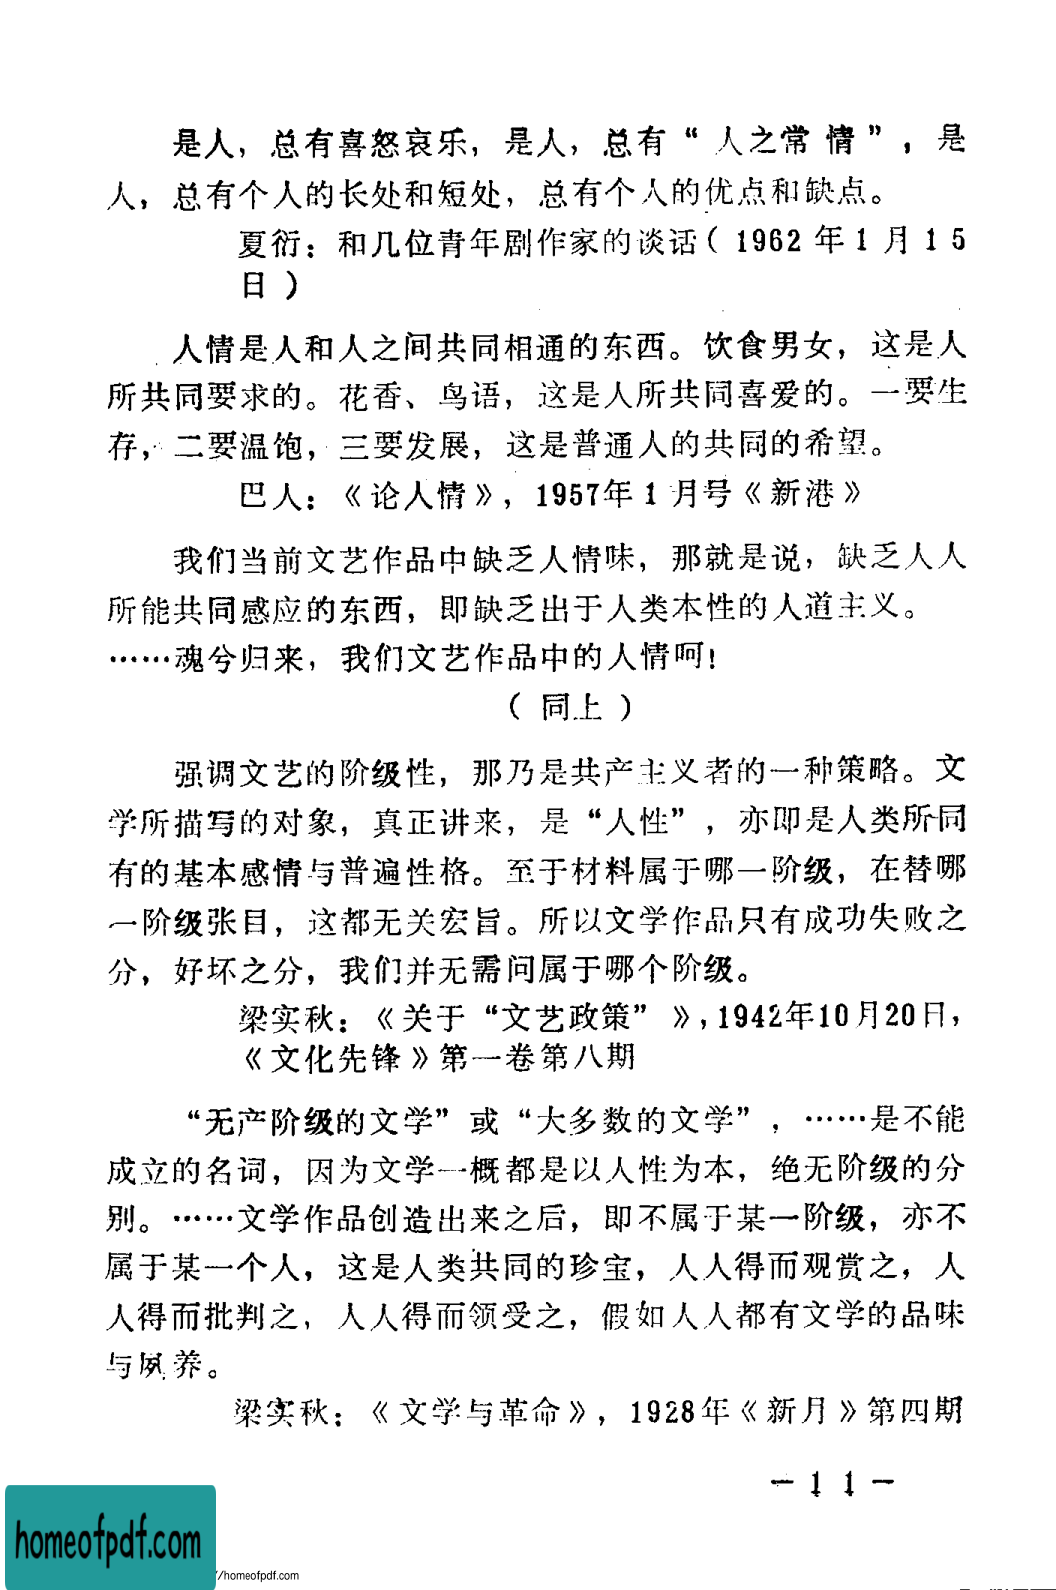 是人，总有喜怒哀乐，是人，总有“人之常情”，是
人，总有个人的长处和短处，总有个人的优点和缺点。
夏衍：和几位青年剧作家的谈话（1962年1月15
日）
人情是人和人之间共同相通的东西。饮食男女，这是人
所共同要求的。花香、鸟语，这是人所共同喜爱的。一要生
存，二要温饱，三要发展，这是普通人的共同的希望。
巴人：《论人情》，1957年1月号《新港》
我们当前文艺作品中缺乏人情味，那就是说，缺乏人人
所能共同感应的东西，即缺乏出于人类本性的人道主义。
……魂兮归来，我们文艺作品中的人情呵！
（同上）
强调文艺的阶级性，那乃是共产主义者的一种策略。文
学所描写的对象，真正讲来，是“人性”，亦即是人类所同
有的基本感情与普遍性格。至于材料属于哪一阶级，在替哪
一阶级张目，这都无关宏旨。所以文学作品只有成功失败之
分，好坏之分，我们并无需问属于哪个阶级。
梁实秋：《关于“文艺政策”》，1942年10月20日，
《文化先锋》第一卷第八期
“无产阶级的文学”或“大多数的文学”，……是不能
成立的名词，因为文学一概都是以人性为本，绝无阶级的分
别。……文学作品创造出来之后，即不属于某一阶级，亦不
属于某一个人，这是人类共同的珍宝，人人得而观赏之，人
人得而批判之，人人得而领受之，假如人人都有文学的品味
与夙养。
梁实秋：《文学与革命》，1928年《新月》第四期
—11—
homeofpdf.com
/homeofpdf.com